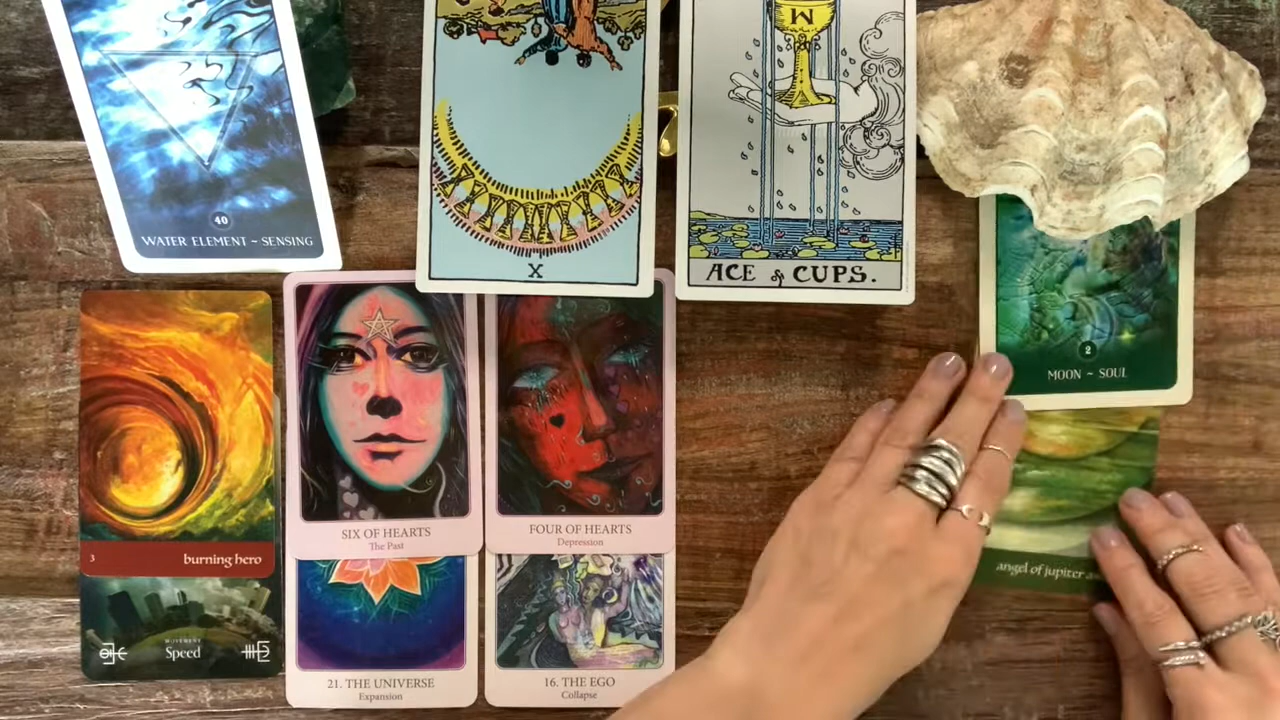 40
WATER ELEMENT ~ SENSING
X
ACE of CUPS.
2
MOON ~ SOUL
3
burning hero
MOVEMENT
Speed
SIX OF HEARTS
The Past
FOUR OF HEARTS
Depression
21. THE UNIVERSE
Expansion
16. THE EGO
Collapse
angel of jupiter